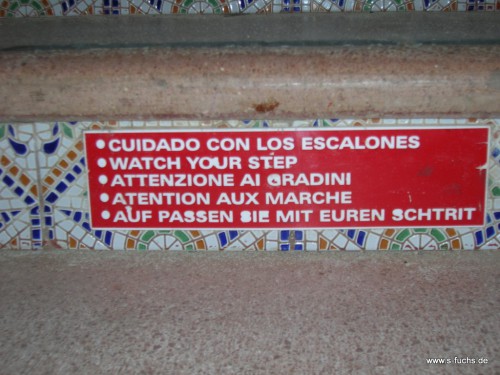 • CUIDADO CON LOS ESCALONES
• WATCH YOUR STEP
• ATTENZIONE AI GRADINI
• ATENTION AUX MARCHE
• AUF PASSEN SIE MIT EUREN SCHTRIT
www.s-fuchs.de